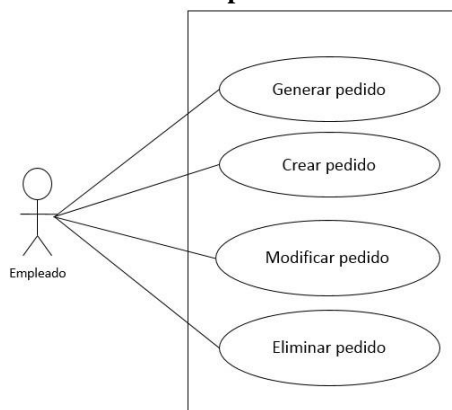 Generar pedido
Crear pedido
Modificar pedido
Empleado
Eliminar pedido